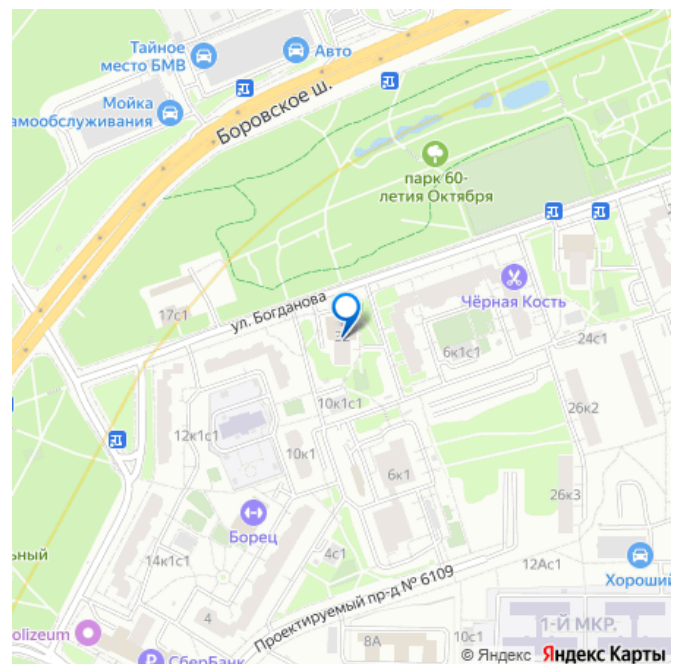 Тайное
место БМВ
Авто
Мойка
амообслуживания
Боровское ш.
парк 60-
летия Октября
ул. Богданова
17с1
Чёрная Кость
6к1с1
24с1
10к1с1
26к2
12к1с1
10к1
6к1
26к3
Борец
ьный
14к1с1
4с1
12Ас1
Проектируемый пр-д № 6109
Хороший
4
1-Й МКР.
olizeum
8А
10с1
СберБанк
© Яндекс Яндекс Карты